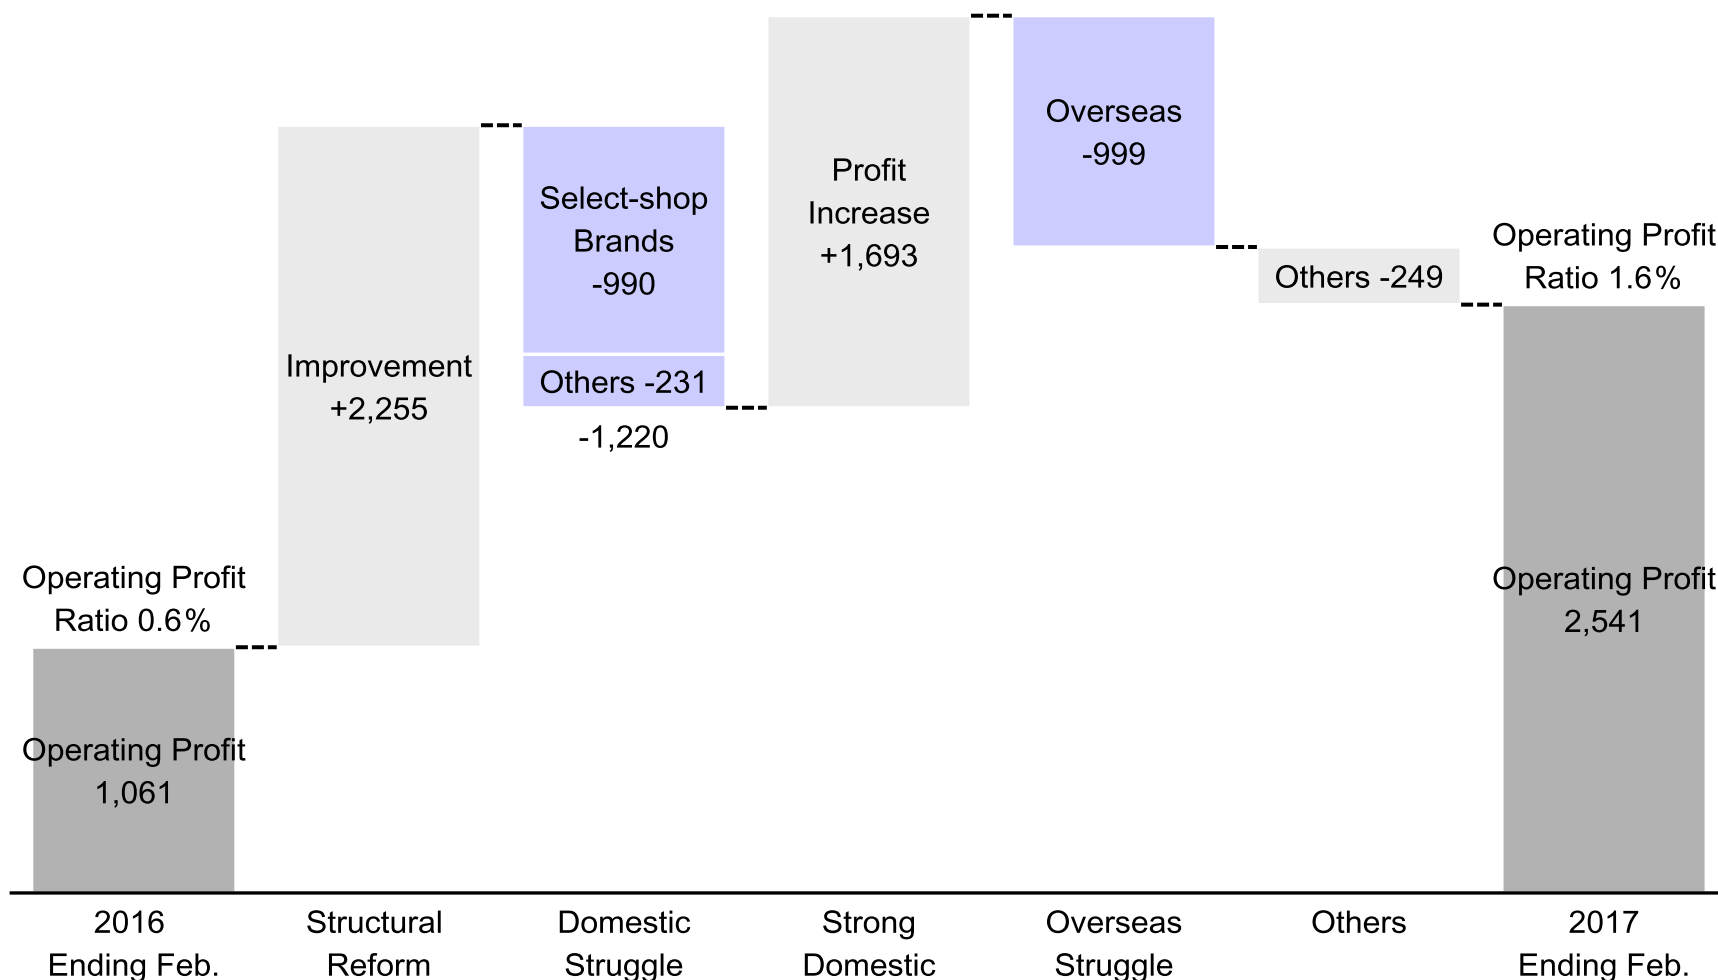 Operating Profit
Ratio 0.6%
Operating Profit
1,061
Improvement
+2,255
Select-shop
Brands
-990
Others -231
-1,220
Profit
Increase
+1,693
Overseas
-999
Others -249
Operating Profit
Ratio 1.6%
Operating Profit
2,541
2016
Ending Feb.
Structural
Reform
Domestic
Struggle
Strong
Domestic
Overseas
Struggle
Others
2017
Ending Feb.